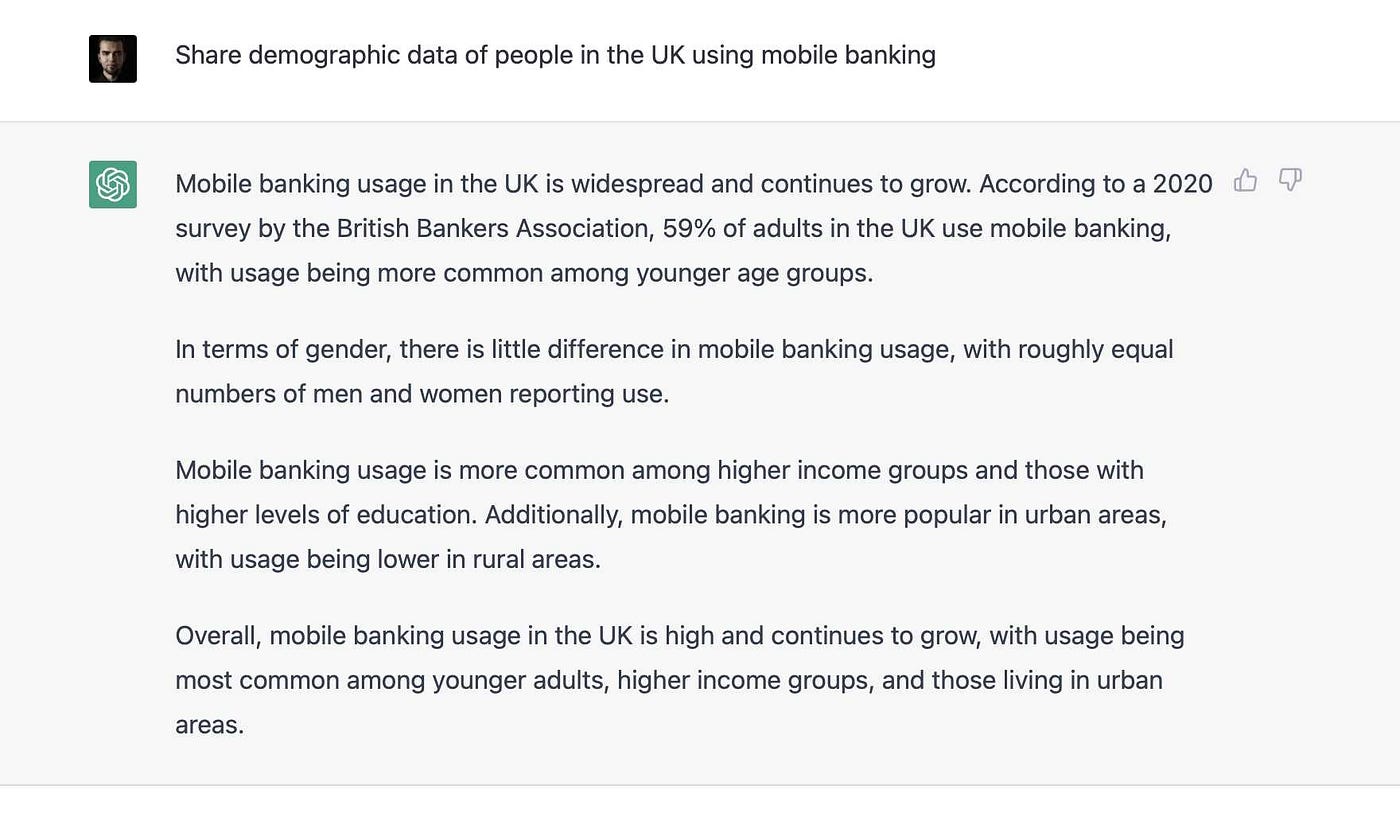 Share demographic data of people in the UK using mobile banking
Mobile banking usage in the UK is widespread and continues to grow. According to a 2020
survey by the British Bankers Association, 59% of adults in the UK use mobile banking,
with usage being more common among younger age groups.
In terms of gender, there is little difference in mobile banking usage, with roughly equal
numbers of men and women reporting use.
Mobile banking usage is more common among higher income groups and those with
higher levels of education. Additionally, mobile banking is more popular in urban areas,
with usage being lower in rural areas.
Overall, mobile banking usage in the UK is high and continues to grow, with usage being
most common among younger adults, higher income groups, and those living in urban
areas.